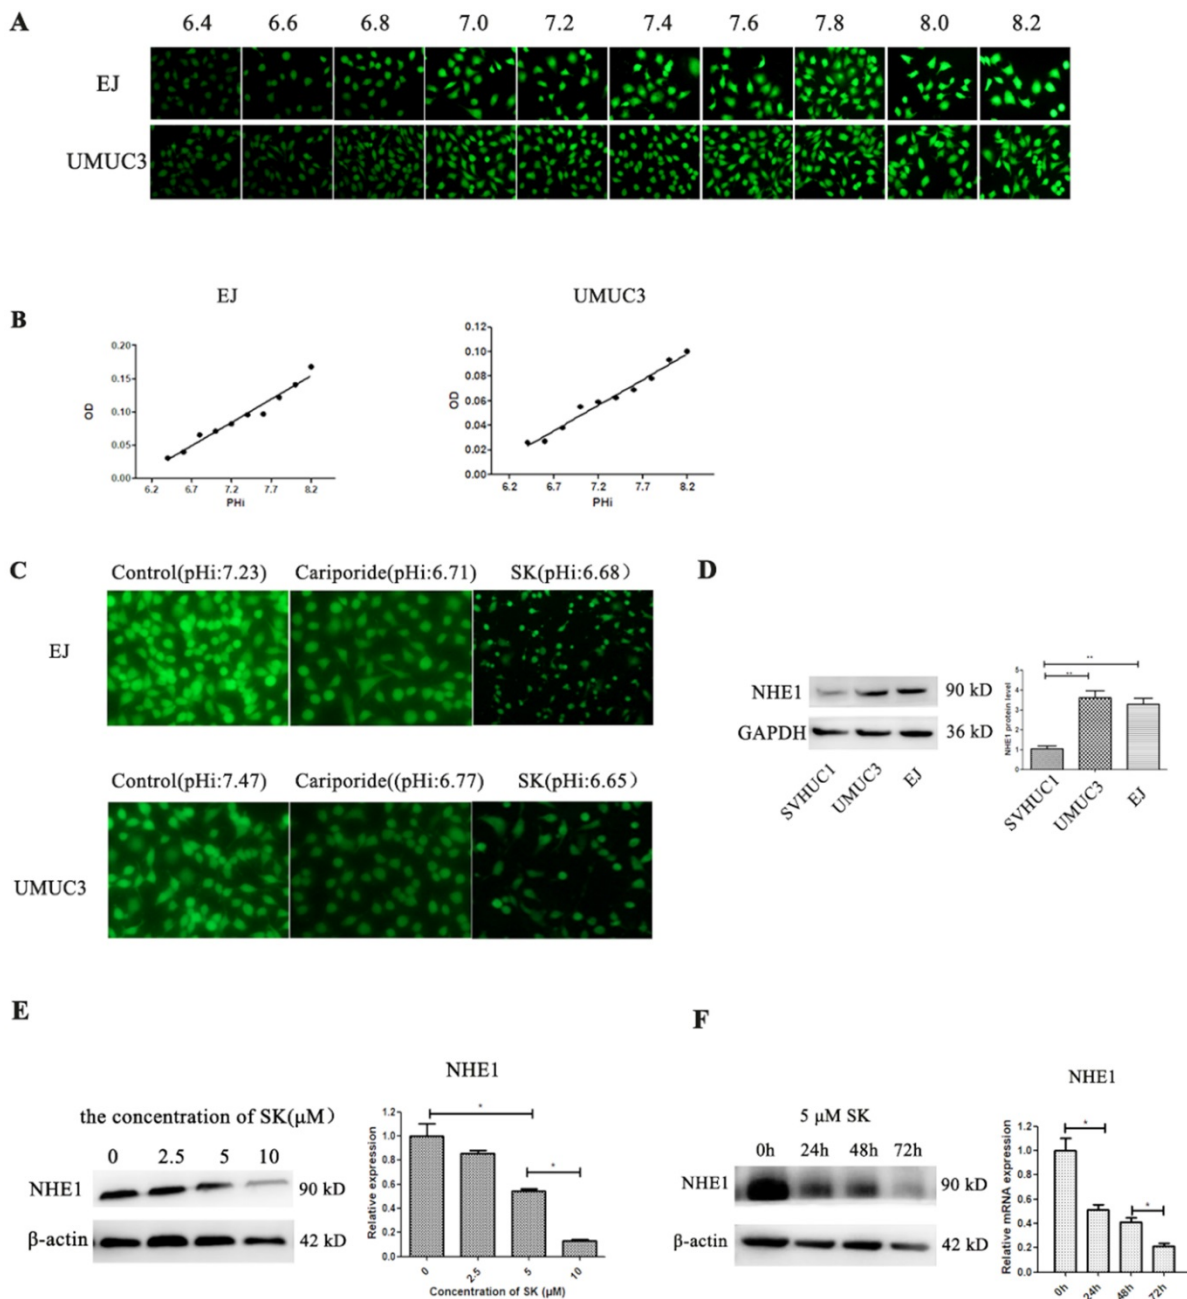 A
6.4 6.6 6.8 7.0 7.2 7.4 7.6 7.8 8.0 8.2
EJ
UMUC3
B
EJ
0.20
0.15
0.10
0.05
0.00
OD
6.2 6.7 7.2 7.7 8.2
PHi
UMUC3
0.12
0.10
0.08
0.06
0.04
0.02
0.00
OD
6.2 6.7 7.2 7.7 8.2
PHi
C
Control(pHi:7.23) Cariporide(pHi:6.71) SK(pHi:6.68)
EJ
Control(pHi:7.47) Cariporide((pHi:6.77) SK(pHi:6.65)
UMUC3
D
NHE1 90 kD
GAPDH 36 kD
SVHUC1 UMUC3 EJ
**
**
5
4
3
2
1
0
NHE1 protein level
SVHUC1 UMUC3 EJ
E
the concentration of SK(μM)
0 2.5 5 10
NHE1 90 kD
β-actin 42 kD
NHE1
*
*
1.2
1.0
0.8
0.6
0.4
0.2
0.0
Relative expression
0 2.5 5 10
Concentration of SK (μM)
F
5 μM SK
0h 24h 48h 72h
NHE1 90 kD
β-actin 42 kD
NHE1
*
*
1.2
1.0
0.8
0.6
0.4
0.2
0.0
Relative mRNA expression
0h 24h 48h 72h